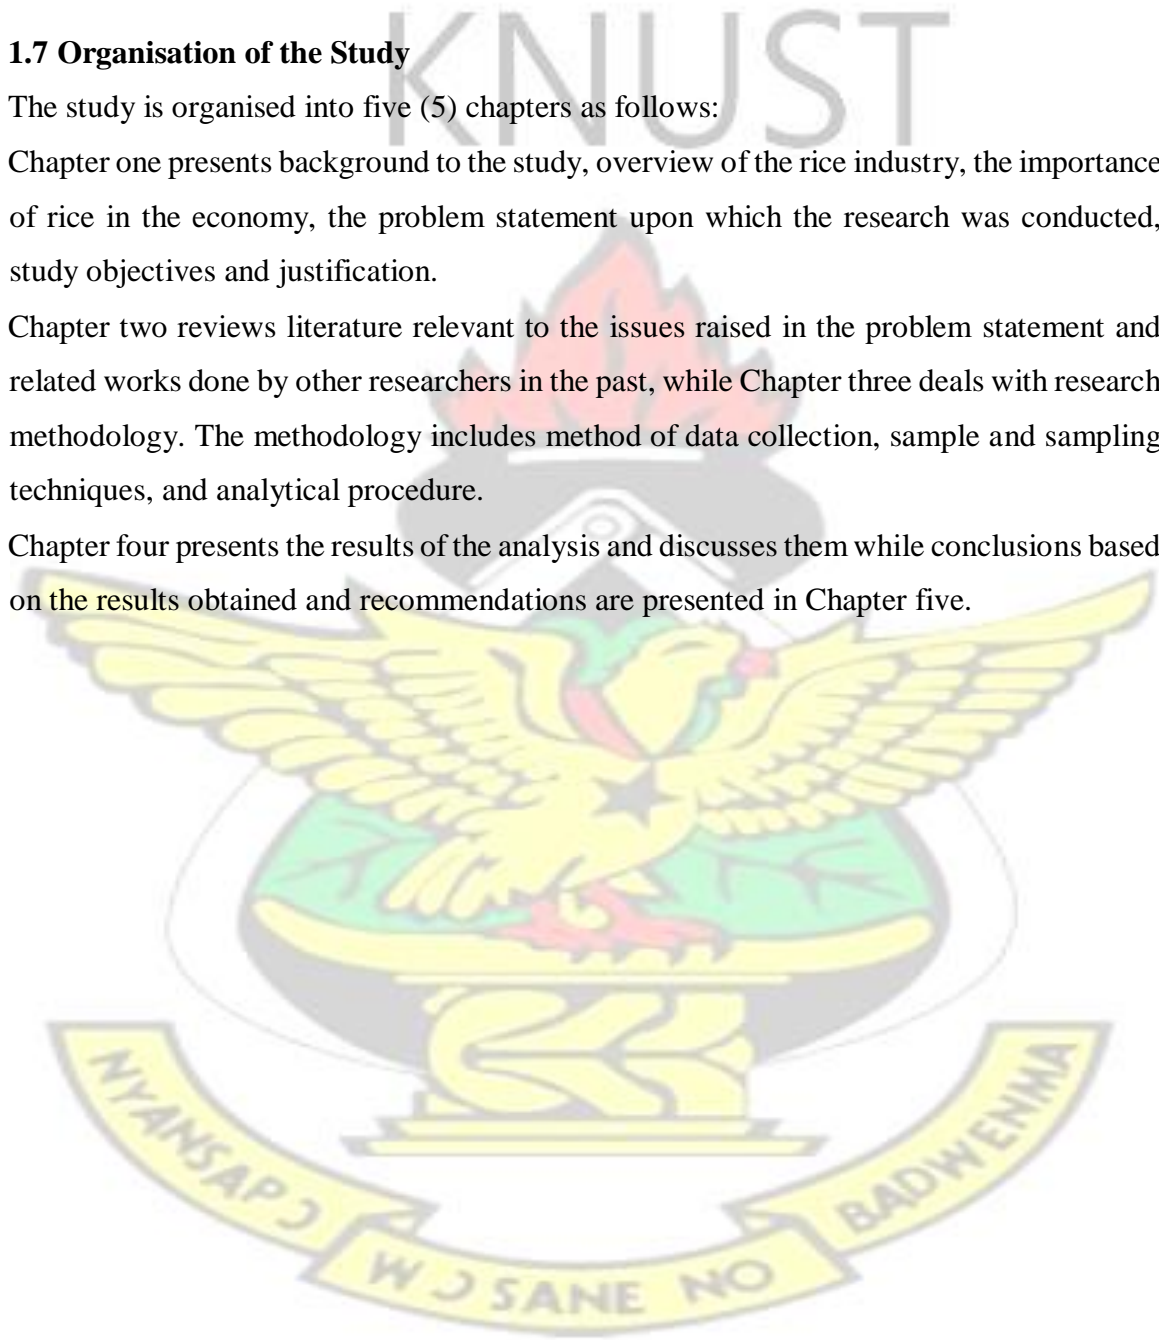 KNUST
1.7 Organisation of the Study
The study is organised into five (5) chapters as follows:
Chapter one presents background to the study, overview of the rice industry, the importance
of rice in the economy, the problem statement upon which the research was conducted,
study objectives and justification.
Chapter two reviews literature relevant to the issues raised in the problem statement and
related works done by other researchers in the past, while Chapter three deals with research
methodology. The methodology includes method of data collection, sample and sampling
techniques, and analytical procedure.
Chapter four presents the results of the analysis and discusses them while conclusions based
on the results obtained and recommendations are presented in Chapter five.
NYANSAPƆ
WƆ SANE NO
BADWENMA